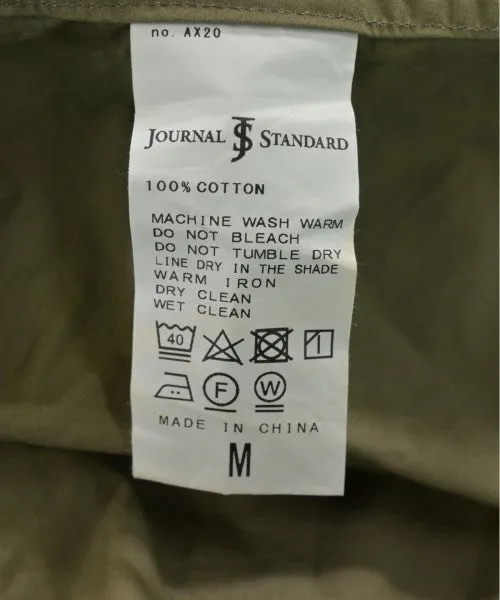 no. AX20
JOURNAL JS STANDARD
100% COTTON
MACHINE WASH WARM
DO NOT BLEACH
DO NOT TUMBLE DRY
LINE DRY IN THE SHADE
WARM IRON
DRY CLEAN
WET CLEAN
40
F W
MADE IN CHINA
M